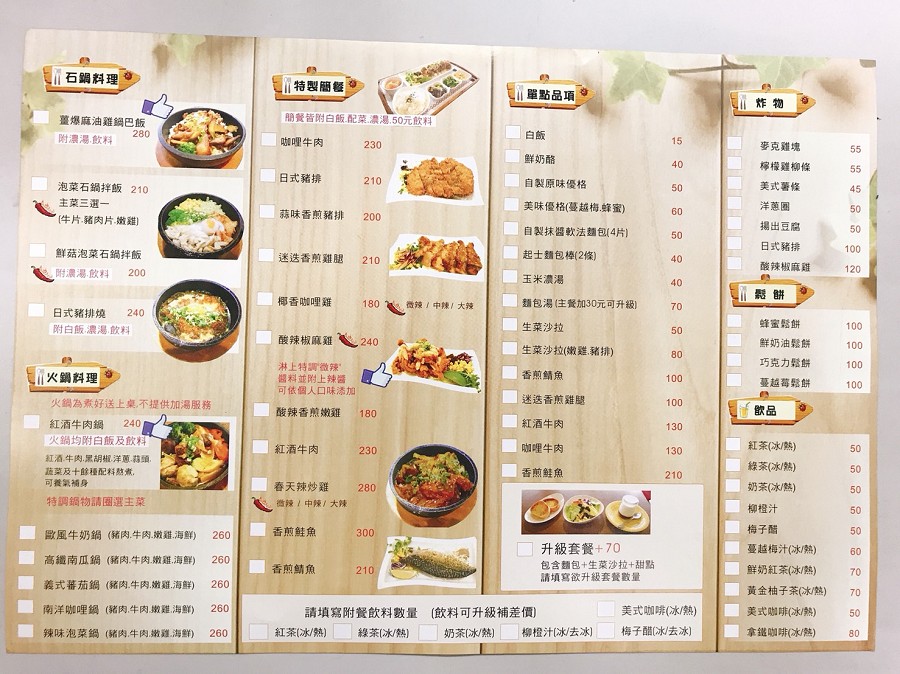 石鍋料理
薑爆麻油雞鍋巴飯
附濃湯.飲料 280
泡菜石鍋拌飯 210
主菜三選一
(牛片.豬肉片.嫩雞)
鮮菇泡菜石鍋拌飯
附濃湯.飲料 200
日式豬排燒 240
附白飯.濃湯.飲料
火鍋料理
火鍋為煮好送上桌,不提供加湯服務
紅酒牛肉鍋 240
火鍋均附白飯及飲料
紅酒.牛肉.黑胡椒.洋蔥.蒜頭.
蔬菜及十餘種配料熬煮,
可養氣補身
特調鍋物請圈選主菜
歐風牛奶鍋 (豬肉.牛肉.嫩雞.海鮮) 260
高纖南瓜鍋 (豬肉.牛肉.嫩雞.海鮮) 260
義式蕃茄鍋 (豬肉.牛肉.嫩雞.海鮮) 260
南洋咖哩鍋 (豬肉.牛肉.嫩雞.海鮮) 260
辣味泡菜鍋 (豬肉.牛肉.嫩雞.海鮮) 260
特製簡餐
簡餐皆附白飯.配菜.濃湯.50元飲料
咖哩牛肉 230
日式豬排 210
蒜味香煎豬排 200
迷迭香煎雞腿 210
椰香咖哩雞 180 微辣 / 中辣 / 大辣
酸辣椒麻雞 240
淋上特調"微辣"
醬料並附上辣醬
可依個人口味添加
酸辣香煎嫩雞 180
紅酒牛肉 230
春天辣炒雞 280
微辣 / 中辣 / 大辣
香煎鮭魚 300
香煎鯖魚 210
單點品項
白飯 15
鮮奶酪 40
自製原味優格 50
美味優格(蔓越梅.蜂蜜) 60
自製抹醬軟法麵包(4片) 50
起士麵包棒(2條) 40
玉米濃湯 40
麵包湯(主餐加30元可升級) 70
生菜沙拉 50
生菜沙拉(嫩雞.豬排) 80
香煎鯖魚 100
迷迭香煎雞腿 100
紅酒牛肉 130
咖哩牛肉 130
香煎鮭魚 210
升級套餐+70
包含麵包+生菜沙拉+甜點
請填寫欲升級套餐數量
炸物
麥克雞塊 55
檸檬雞柳條 55
美式薯條 45
洋蔥圈 50
揚出豆腐 50
日式豬排 100
酸辣椒麻雞 120
鬆餅
蜂蜜鬆餅 100
鮮奶油鬆餅 100
巧克力鬆餅 100
蔓越莓鬆餅 100
飲品
紅茶(冰/熱) 50
綠茶(冰/熱) 50
奶茶(冰/熱) 50
柳橙汁 50
梅子醋 50
蔓越梅汁(冰/熱) 60
鮮奶紅茶(冰/熱) 70
黃金柚子茶(冰/熱) 70
美式咖啡(冰/熱) 50
拿鐵咖啡(冰/熱) 80
請填寫附餐飲料數量 (飲料可升級補差價) 美式咖啡(冰/熱)
紅茶(冰/熱) 綠茶(冰/熱) 奶茶(冰/熱) 柳橙汁(冰/去冰) 梅子醋(冰/去冰)